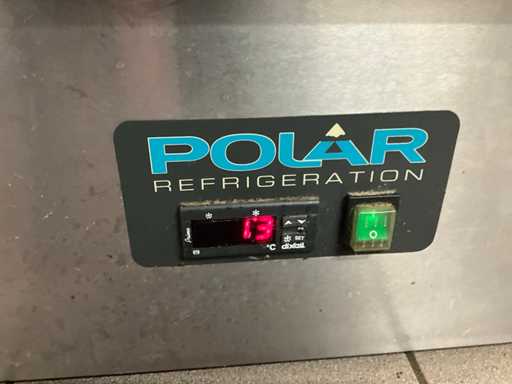 POLAR
REFRIGERATION
13
°C
SET
dixell